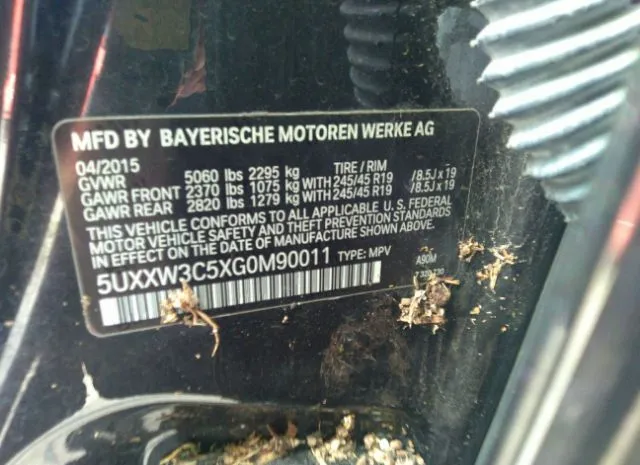 MFD BY BAYERISCHE MOTOREN WERKE AG
04/2015 TIRE / RIM
GVWR 5060 lbs 2295 kg
GAWR FRONT 2370 lbs 1075 kg WITH 245/45 R19 /8.5J x 19
GAWR REAR 2820 lbs 1279 kg WITH 245/45 R19 /8.5J x 19
THIS VEHICLE CONFORMS TO ALL APPLICABLE U. S. FEDERAL
MOTOR VEHICLE SAFETY, BUMPER, AND THEFT PREVENTION STANDARDS
IN EFFECT ON THE DATE OF MANUFACTURE SHOWN ABOVE.
5UXXW3C5XG0M90011 TYPE: MPV
A90M